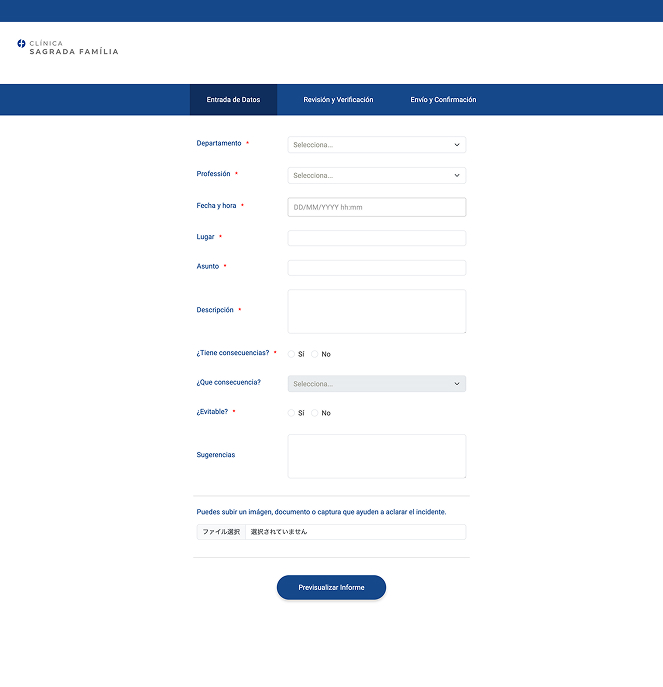 CLÍNICA
SAGRADA FAMÍLIA
Entrada de Datos Revisión y Verificación Envío y Confirmación
Departamento * Selecciona...
Professión * Selecciona...
Fecha y hora * DD/MM/YYYY hh:mm
Lugar *
Asunto *
Descripción *
¿Tiene consecuencias? * Sí No
¿Que consecuencia? Selecciona...
¿Evitable? * Sí No
Sugerencias
Puedes subir un imágen, documento o captura que ayuden a aclarar el incidente.
ファイル選択 選択されていません
Previsualizar Informe